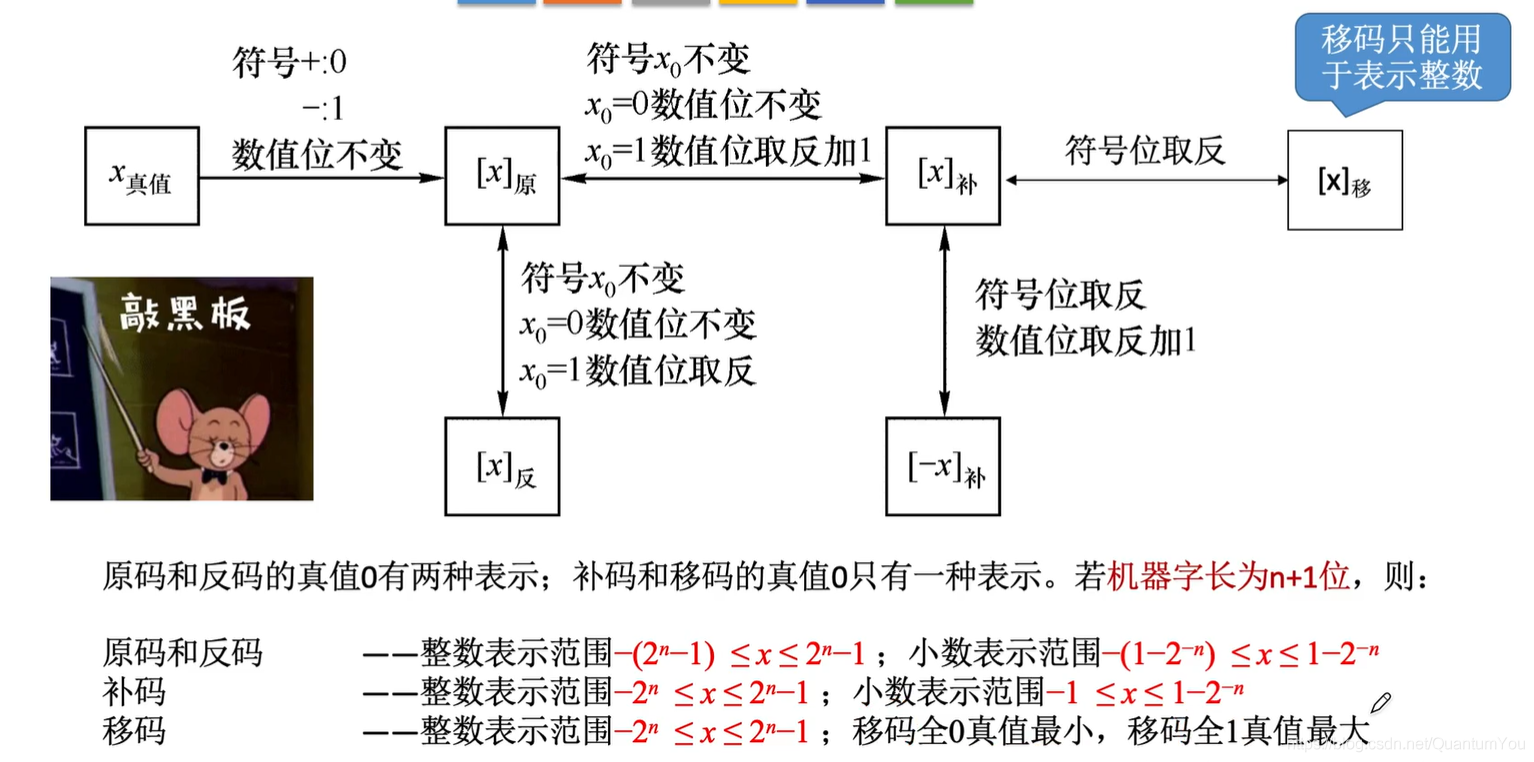 移码只能用
于表示整数
符号+:0
−:1
数值位不变
符号x₀不变
x₀=0数值位不变
x₀=1数值位取反加1
符号位取反
x真值
[x]原
[x]补
[x]移
敲黑板
符号x₀不变
x₀=0数值位不变
x₀=1数值位取反
符号位取反
数值位取反加1
[x]反
[−x]补
原码和反码的真值0有两种表示；补码和移码的真值0只有一种表示。若机器字长为n+1位，则：
原码和反码 ——整数表示范围−(2ⁿ−1) ≤x≤2ⁿ−1；小数表示范围−(1−2⁻ⁿ) ≤x≤1−2⁻ⁿ
补码 ——整数表示范围−2ⁿ ≤x≤2ⁿ−1；小数表示范围−1 ≤x≤1−2⁻ⁿ
移码 ——整数表示范围−2ⁿ ≤x≤2ⁿ−1；移码全0真值最小，移码全1真值最大
https://blog.csdn.net/QuantumYou